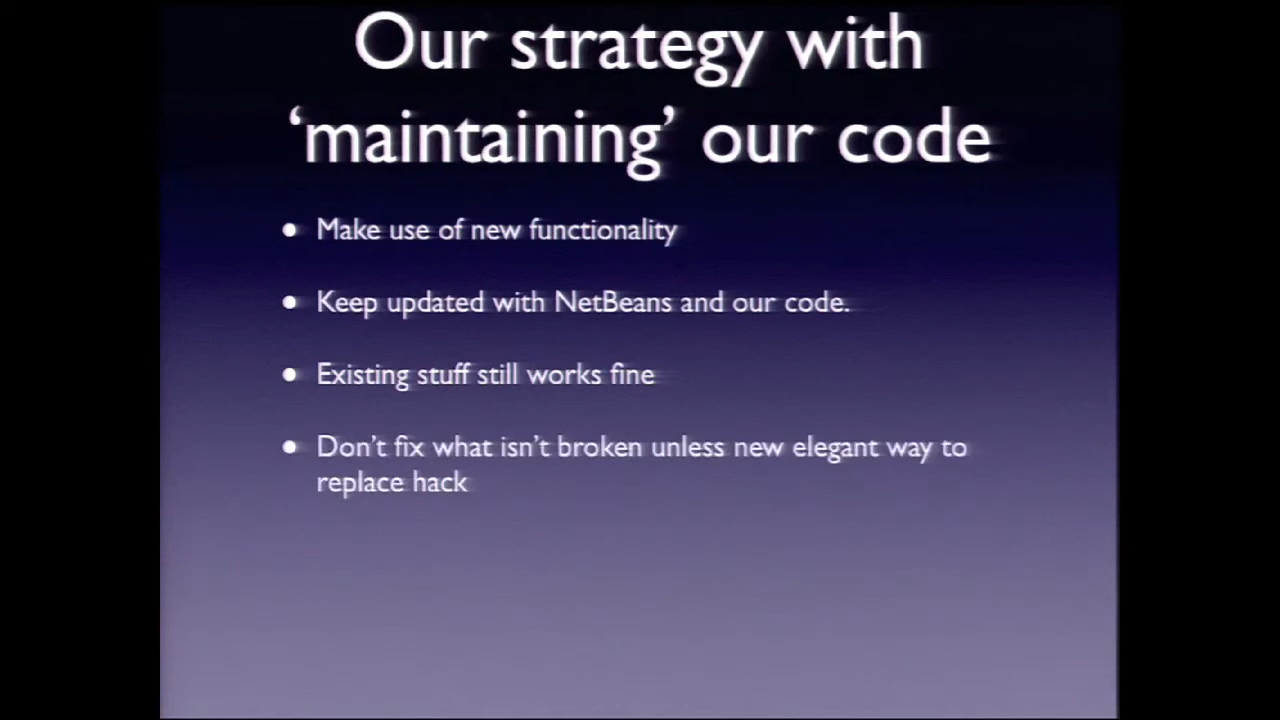 Our strategy with
‘maintaining’ our code
• Make use of new functionality
• Keep updated with NetBeans and our code.
• Existing stuff still works fine
• Don’t fix what isn’t broken unless new elegant way to
replace hack